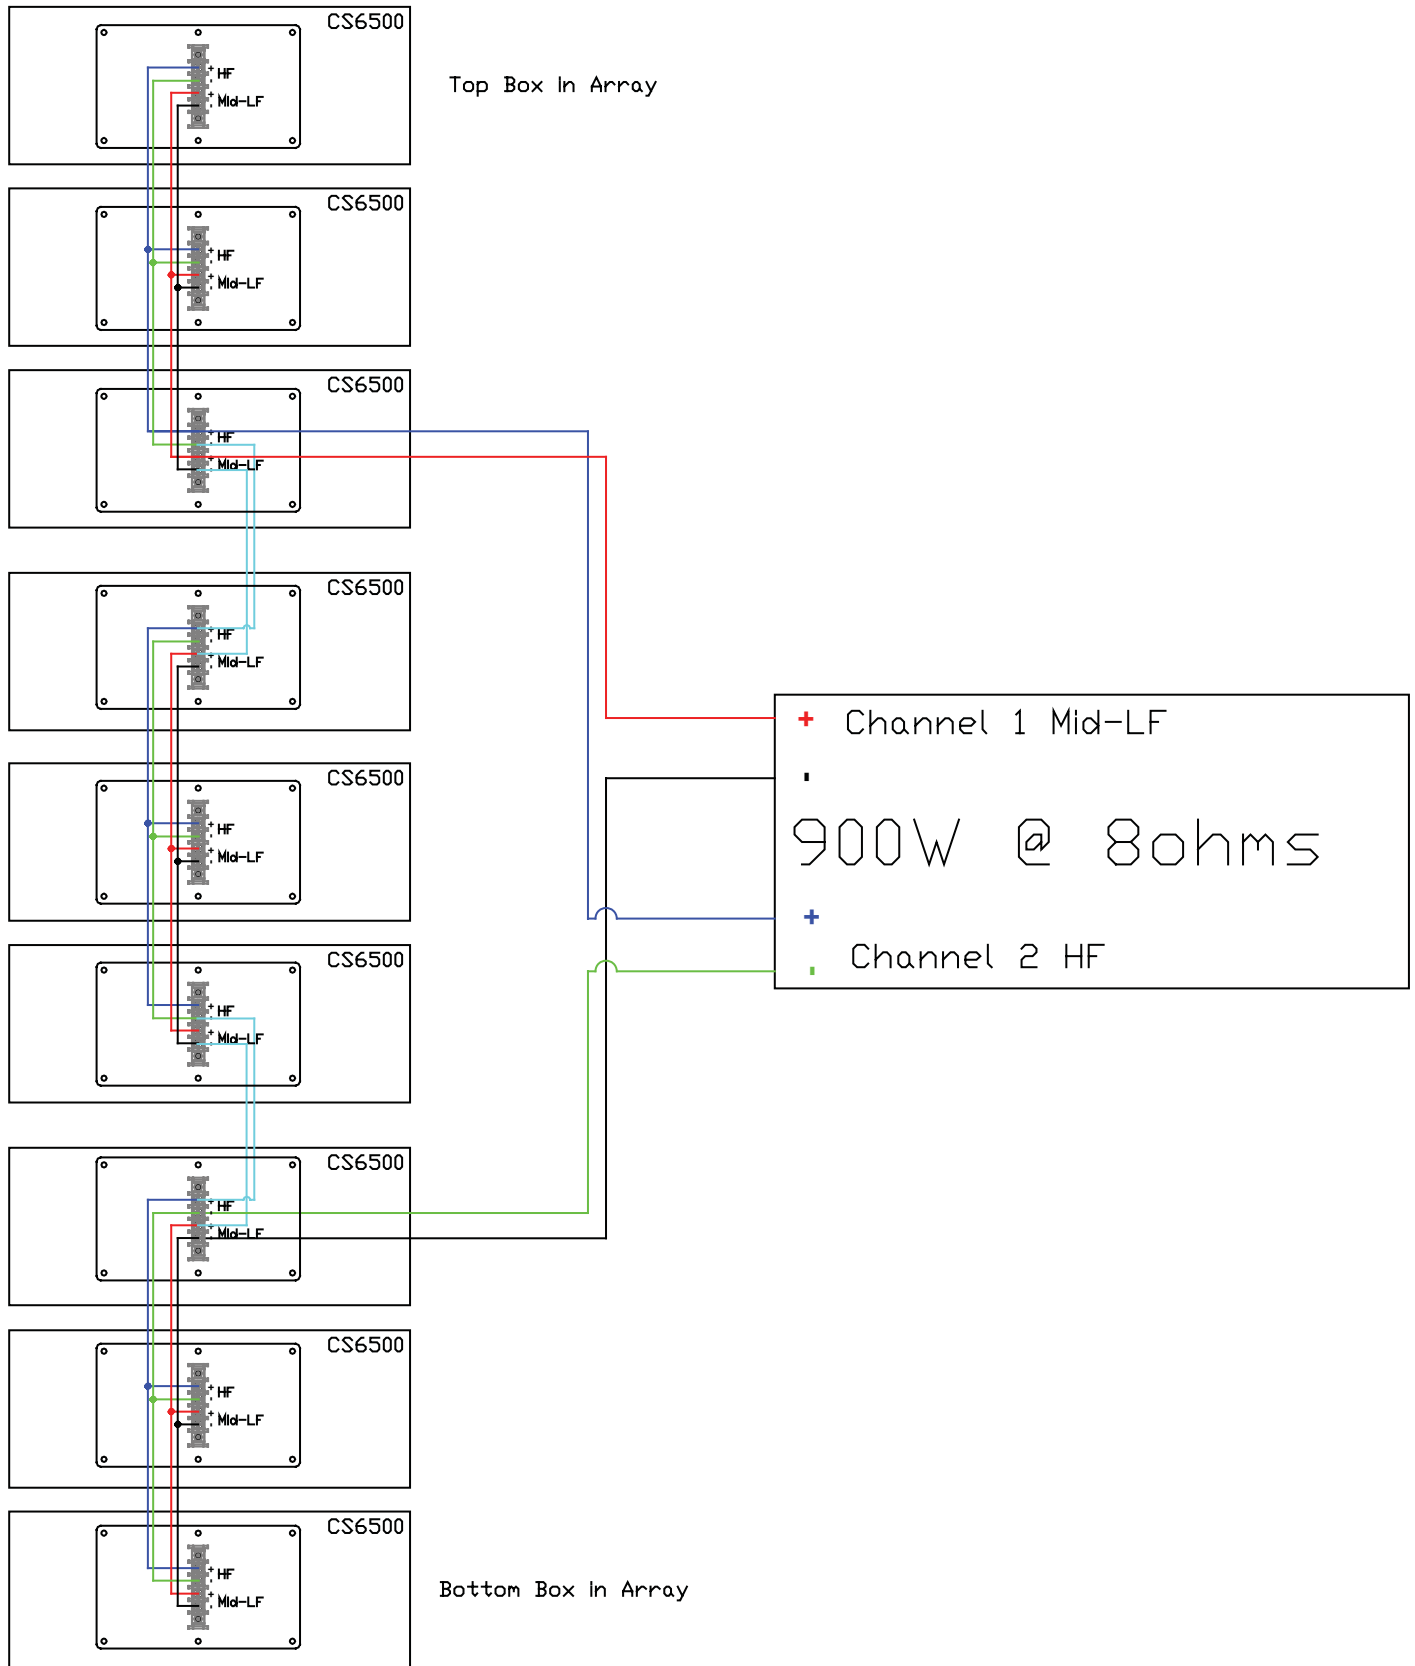 CS6500
+ HF
-
+ Mid-LF
-
Top Box In Array
CS6500
+ HF
-
+ Mid-LF
-
CS6500
+ HF
-
+ Mid-LF
-
CS6500
+ HF
-
+ Mid-LF
-
+ Channel 1 Mid-LF
-
900W @ 8ohms
+
Channel 2 HF
-
CS6500
+ HF
-
+ Mid-LF
-
CS6500
+ HF
-
+ Mid-LF
-
CS6500
+ HF
-
+ Mid-LF
-
CS6500
+ HF
-
+ Mid-LF
-
CS6500
+ HF
-
+ Mid-LF
-
Bottom Box In Array